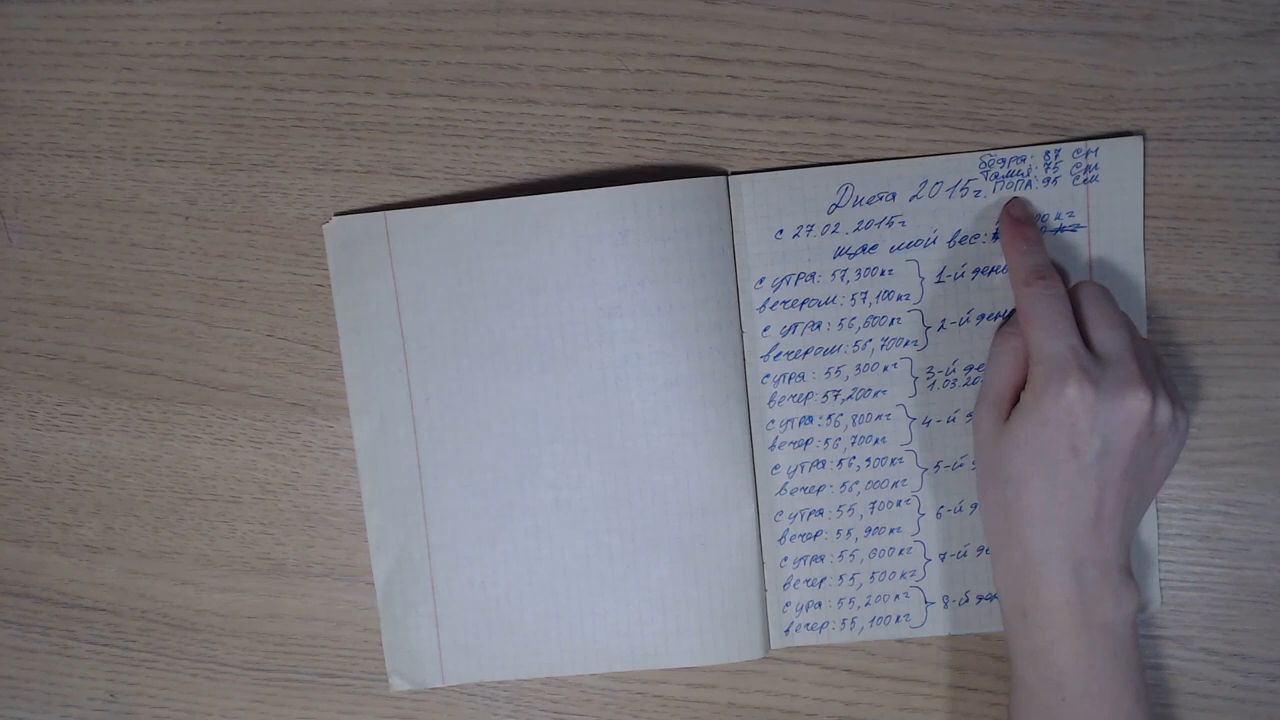 бёдра: 87 см
Талия: 75 см
ПОПА: 95 см
Диета 2015г.
с 27.02.2015г
щас мой вес:
с утра: 57,300кг } 1-й день
вечером: 57,100кг
с утра: 56,600кг } 2-й
вечером: 56,700кг
с утра: 55,300кг } 3-й
вечер: 57,200кг 1.03.20
с утра: 56,800кг } 4-й
вечер: 56,700кг
с утра: 56,300кг } 5-й
вечер: 56,000кг
с утра: 55,700кг } 6-й
вечер: 55,900кг
с утра: 55,600кг } 7-й
вечер: 55,500кг
с ура: 55,200кг } 8-й
вечер: 55,100кг